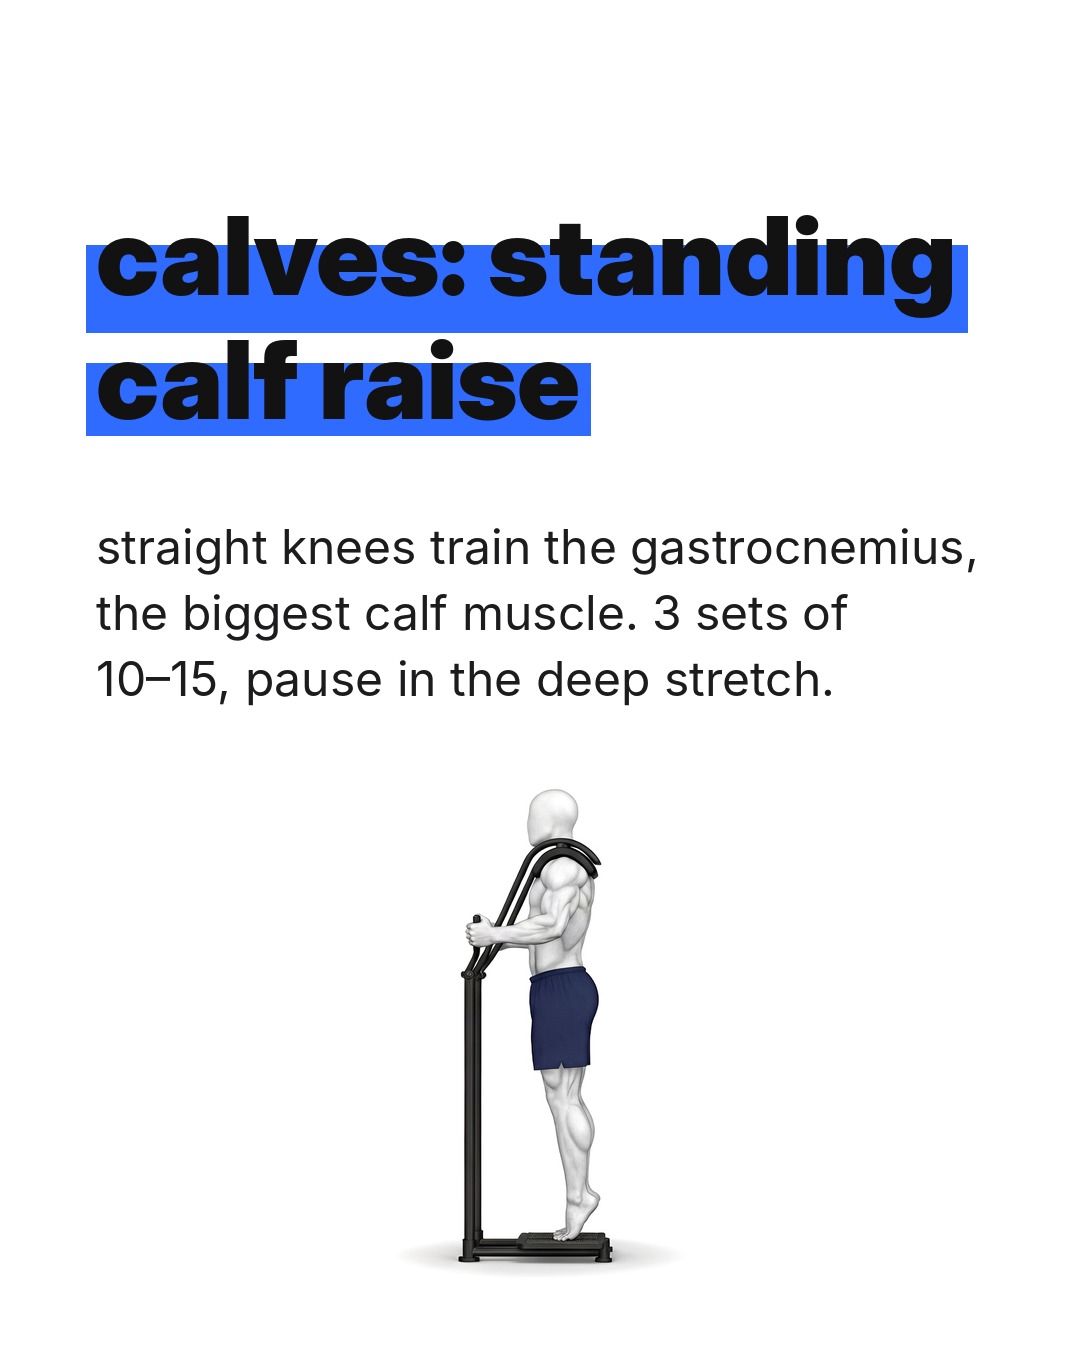 calves: standing
calf raise
straight knees train the gastrocnemius,
the biggest calf muscle. 3 sets of
10–15, pause in the deep stretch.